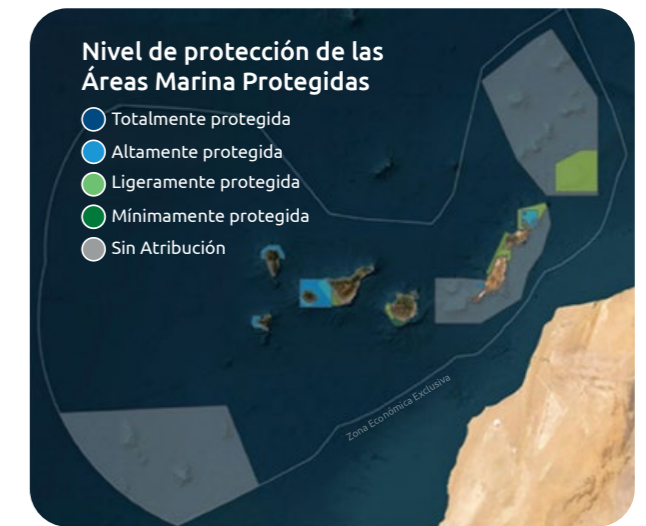 Nivel de protección de las
Áreas Marina Protegidas
Totalmente protegida
Altamente protegida
Ligeramente protegida
Mínimamente protegida
Sin Atribución
Zona Económica Exclusiva